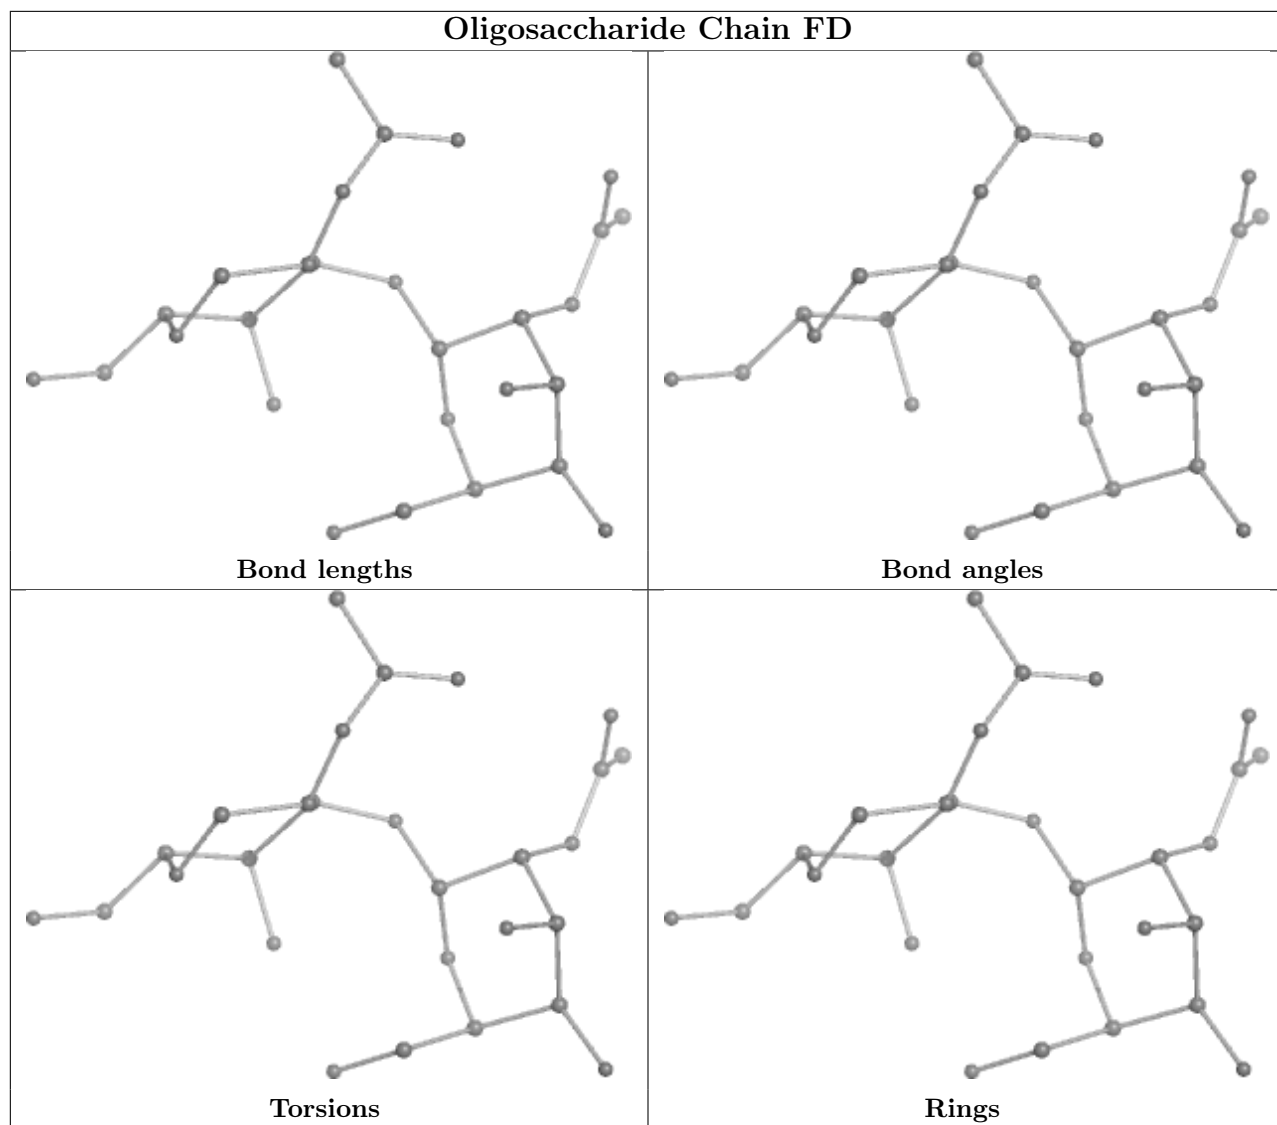 Oligosaccharide Chain FD
Bond lengths
Bond angles
Torsions
Rings